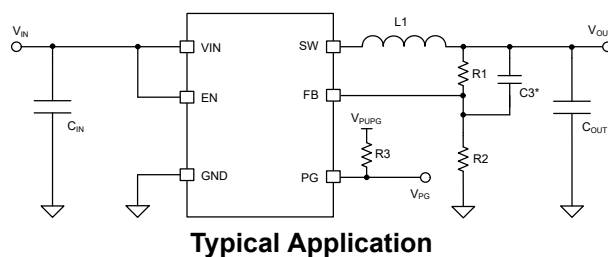 VIN
CIN
VIN
EN
GND
SW
FB
PG
L1
R1
C3*
R2
VPUPG
R3
VPG
VOU
COUT
Typical Application